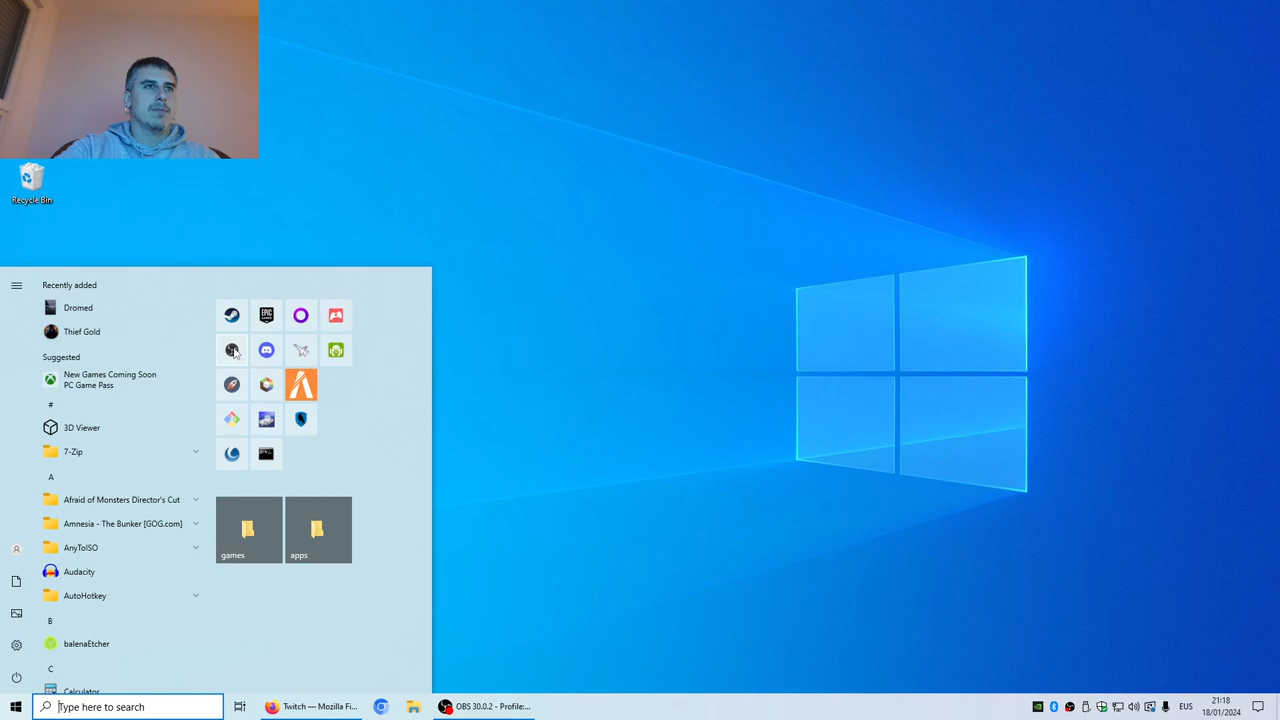 Recycle Bin
Recently added
Dromed
Thief Gold
Suggested
New Games Coming Soon
PC Game Pass
#
3D Viewer
7-Zip
A
Afraid of Monsters Director's Cut
Amnesia - The Bunker [GOG.com]
AnyToISO
Audacity
AutoHotkey
B
balenaEtcher
C
Calculator
EPIC
GAMES
games
apps
Type here to search
Twitch — Mozilla Fi...
OBS 30.0.2 - Profile:...
EUS
21:18
18/01/2024